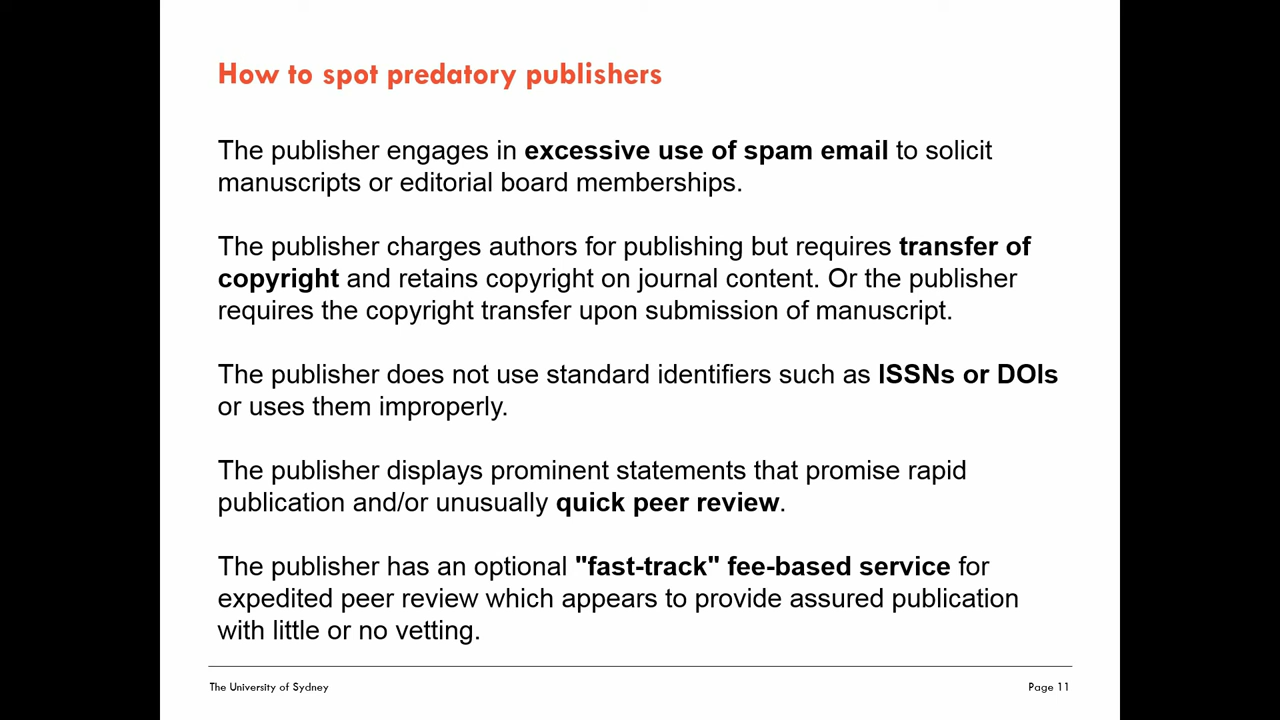 How to spot predatory publishers
The publisher engages in excessive use of spam email to solicit
manuscripts or editorial board memberships.
The publisher charges authors for publishing but requires transfer of
copyright and retains copyright on journal content. Or the publisher
requires the copyright transfer upon submission of manuscript.
The publisher does not use standard identifiers such as ISSNs or DOIs
or uses them improperly.
The publisher displays prominent statements that promise rapid
publication and/or unusually quick peer review.
The publisher has an optional "fast-track" fee-based service for
expedited peer review which appears to provide assured publication
with little or no vetting.
The University of Sydney
Page 11